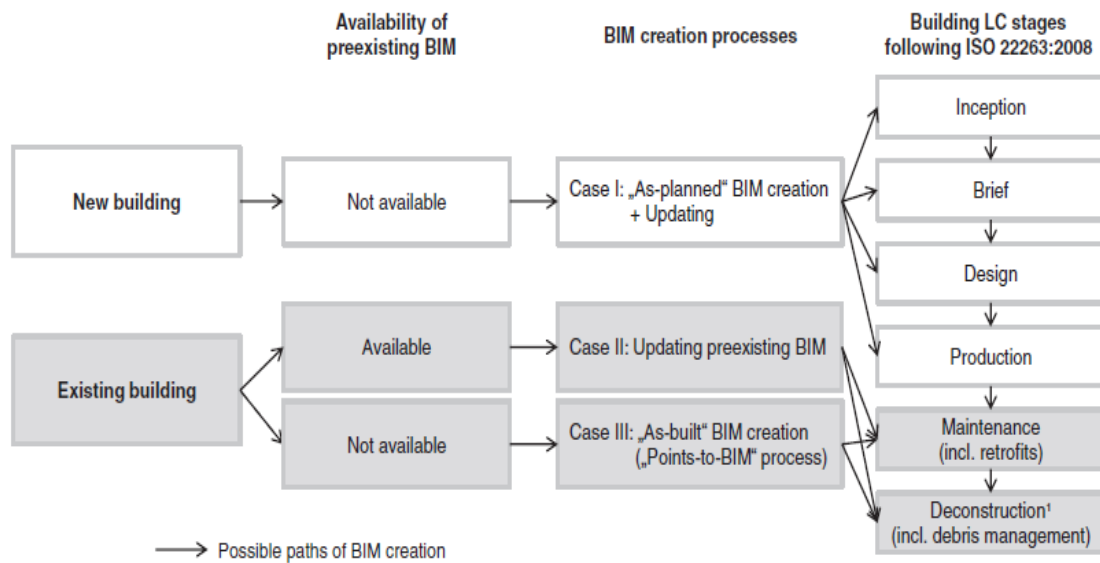 Availability of
preexisting BIM
BIM creation processes
Building LC stages
following ISO 22263:2008
New building
Not available
Case I: „As-planned“ BIM creation
+ Updating
Inception
Brief
Design
Production
Existing building
Available
Case II: Updating preexisting BIM
Not available
Case III: „As-built“ BIM creation
(„Points-to-BIM“ process)
Maintenance
(incl. retrofits)
Deconstruction¹
(incl. debris management)
Possible paths of BIM creation